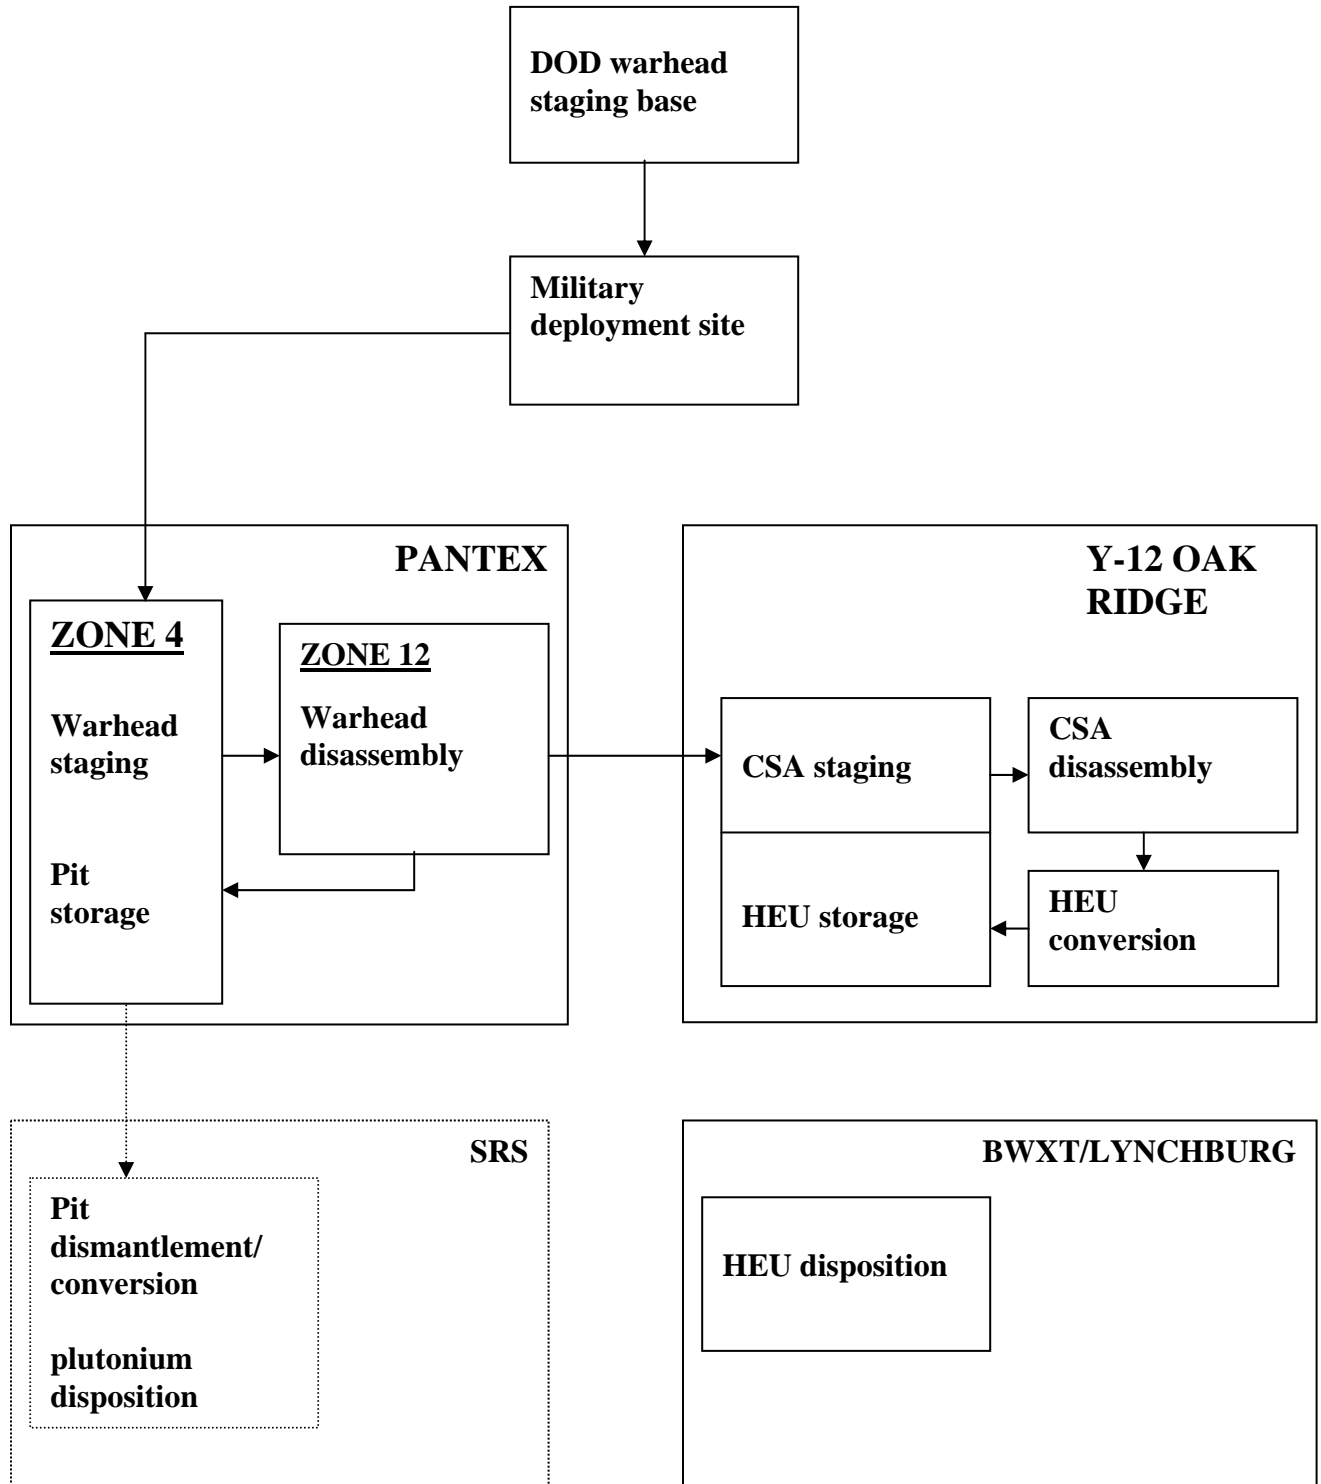 DOD warhead
staging base
Military
deployment site
PANTEX
ZONE 4
Warhead
staging
Pit
storage
ZONE 12
Warhead
disassembly
Y-12 OAK
RIDGE
CSA staging
CSA
disassembly
HEU storage
HEU
conversion
SRS
Pit
dismantlement/
conversion
plutonium
disposition
BWXT/LYNCHBURG
HEU disposition